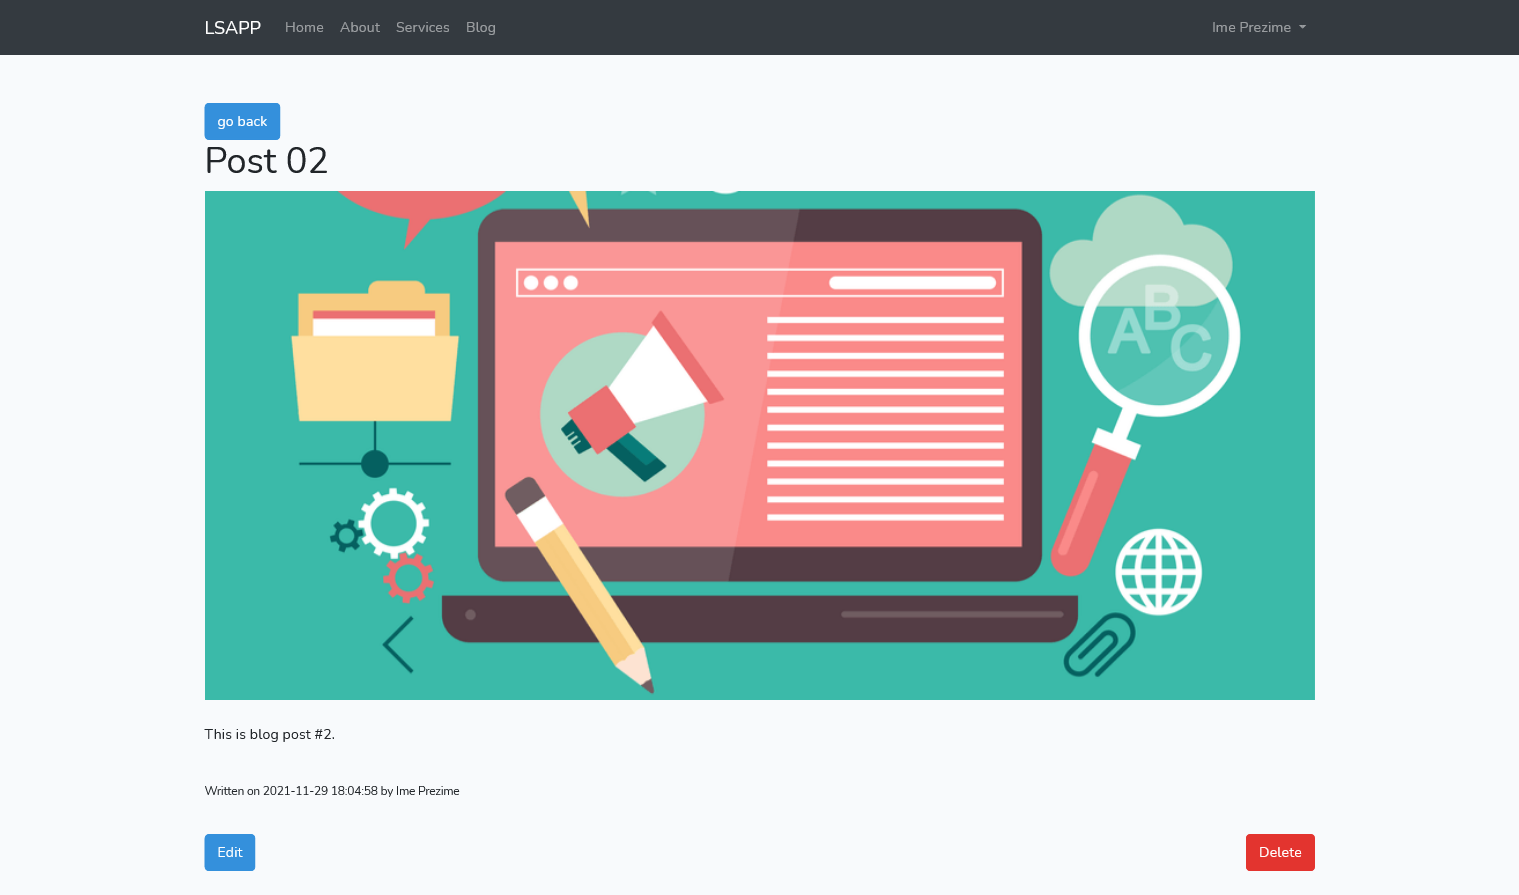 LSAPP Home About Services Blog Ime Prezime
go back
Post 02
A B C
This is blog post #2.
Written on 2021-11-29 18:04:58 by Ime Prezime
Edit Delete